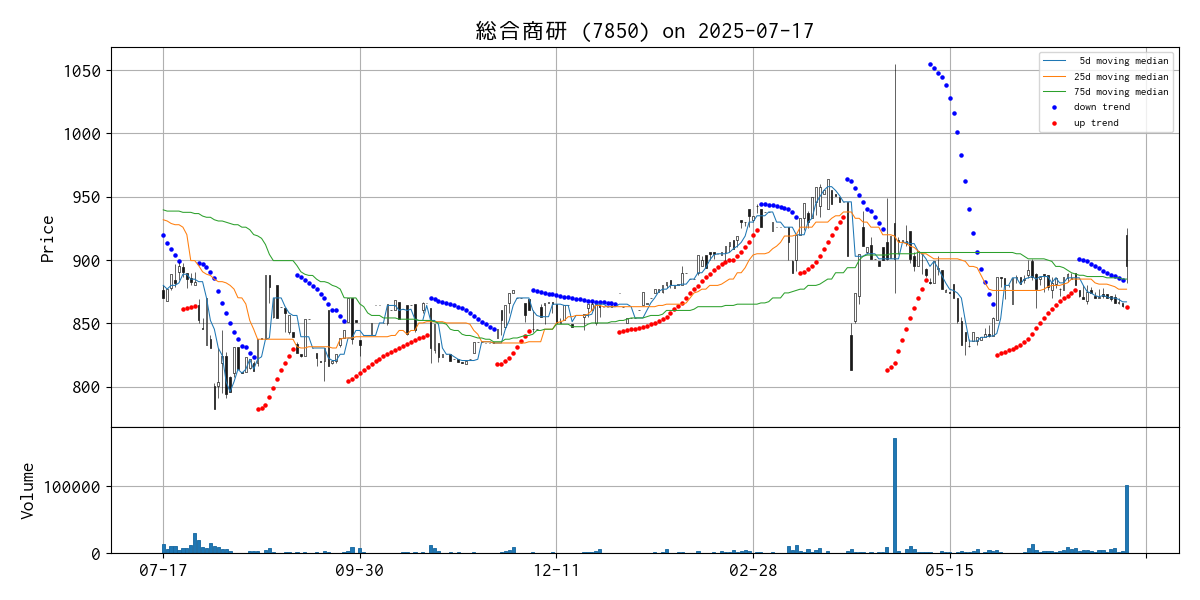 総合商研 (7850) on 2025-07-17
1050
1000
950
900
850
800
Price
5d moving median
25d moving median
75d moving median
down trend
up trend
100000
0
Volume
07-17
09-30
12-11
02-28
05-15